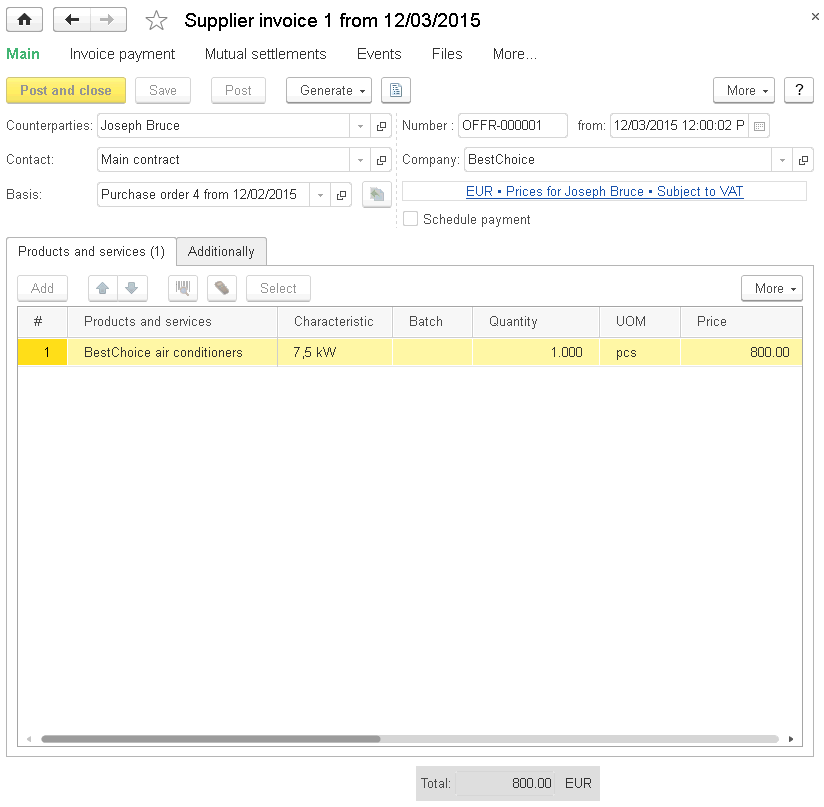 Supplier invoice 1 from 12/03/2015
Main Invoice payment Mutual settlements Events Files More...
Post and close Save Post Generate More ?
Counterparties: Joseph Bruce Number : OFFR-000001 from: 12/03/2015 12:00:02 P
Contact: Main contract Company: BestChoice
Basis: Purchase order 4 from 12/02/2015 EUR • Prices for Joseph Bruce • Subject to VAT
Schedule payment
Products and services (1) Additionally
Add Select More
# Products and services Characteristic Batch Quantity UOM Price
1 BestChoice air conditioners 7,5 kW 1.000 pcs 800.00
Total: 800.00 EUR